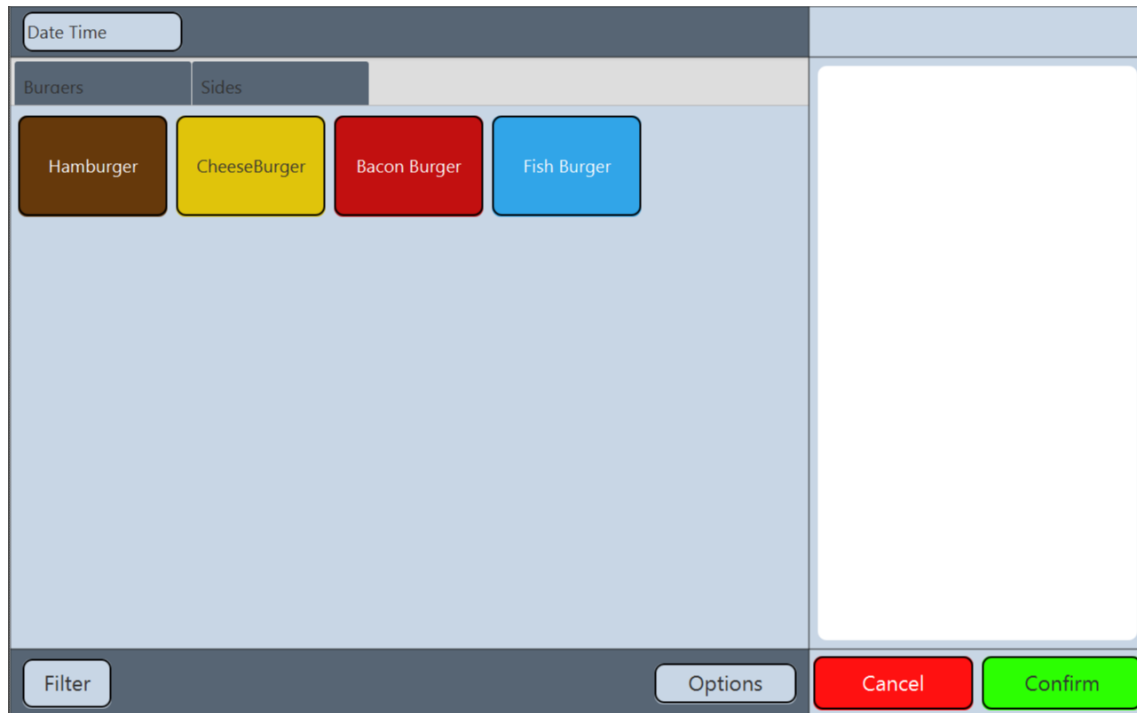 Date Time
Burgers
Sides
Hamburger
CheeseBurger
Bacon Burger
Fish Burger
Filter
Options
Cancel
Confirm